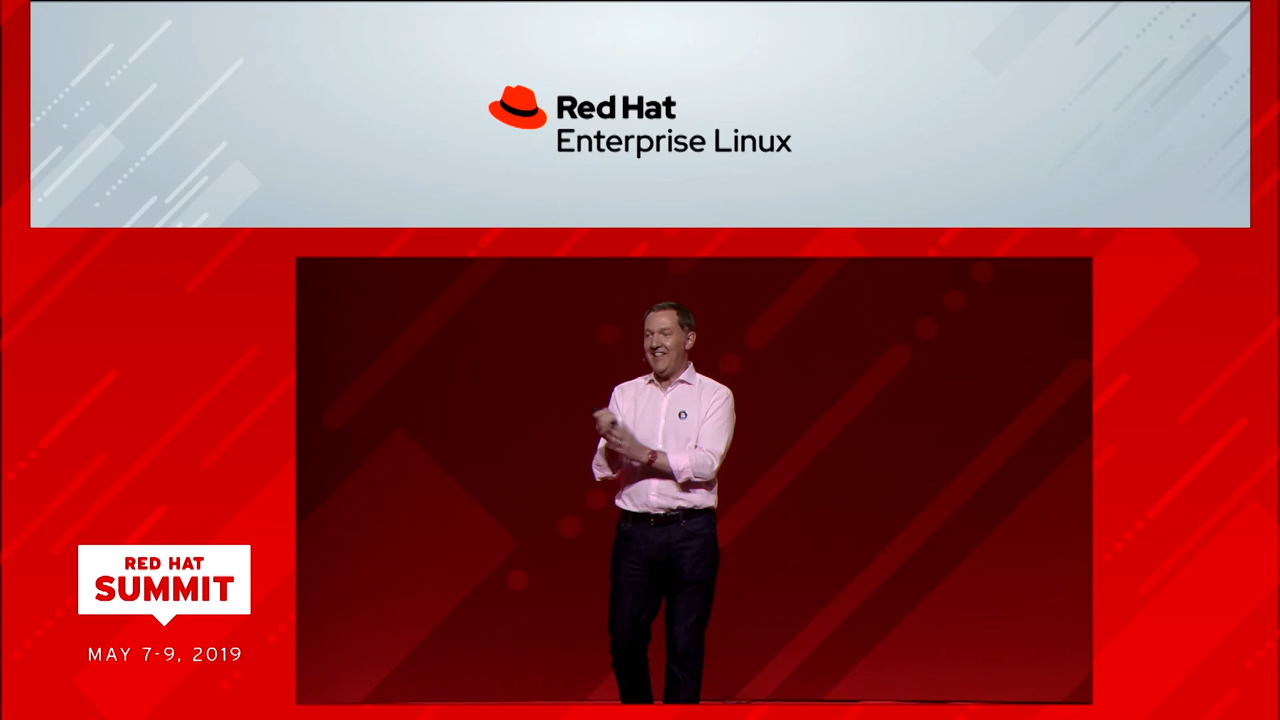 Red Hat
Enterprise Linux
RED HAT
SUMMIT
MAY 7-9, 2019